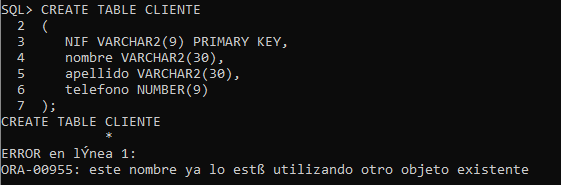 SQL> CREATE TABLE CLIENTE
  2  (
  3     NIF VARCHAR2(9) PRIMARY KEY,
  4     nombre VARCHAR2(30),
  5     apellido VARCHAR2(30),
  6     telefono NUMBER(9)
  7  );
CREATE TABLE CLIENTE
             *
ERROR en lÝnea 1:
ORA-00955: este nombre ya lo estß utilizando otro objeto existente